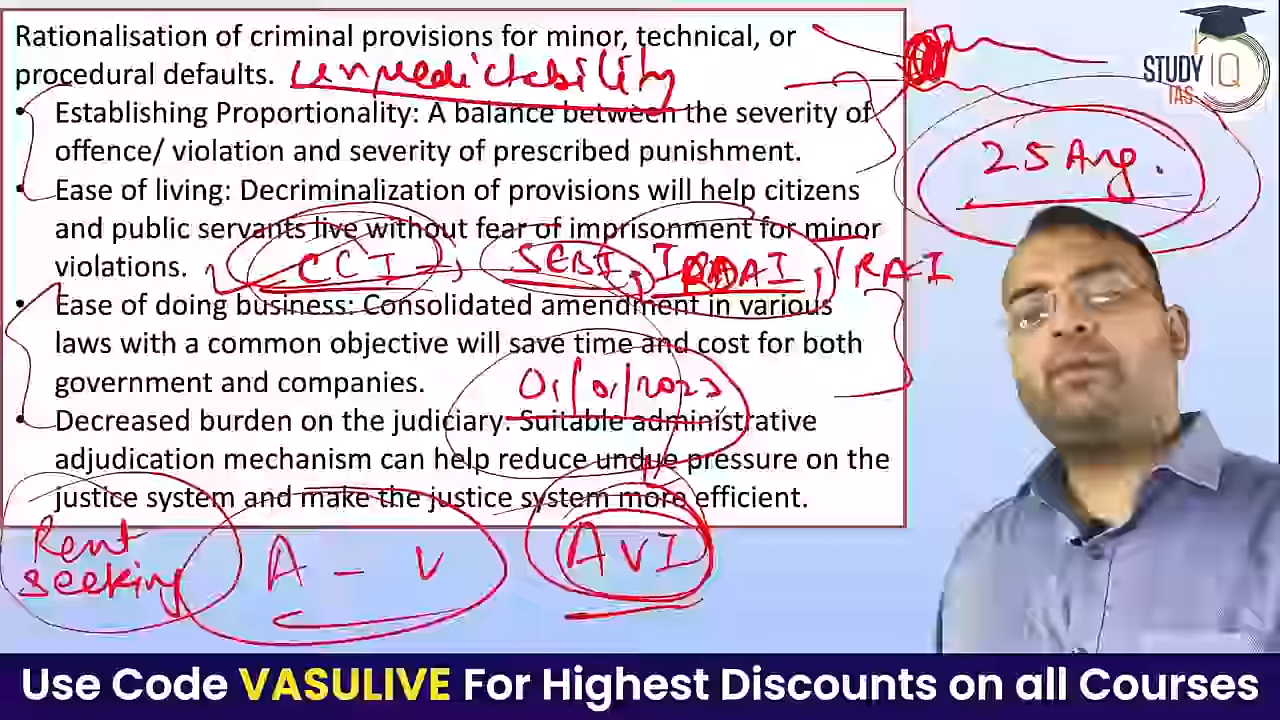 Rationalisation of criminal provisions for minor, technical, or
procedural defaults. unpredictability
• Establishing Proportionality: A balance between the severity of
offence/ violation and severity of prescribed punishment.
• Ease of living: Decriminalization of provisions will help citizens
and public servants live without fear of imprisonment for minor
violations. CCI, SEBI, IRDAI, TRAI
• Ease of doing business: Consolidated amendment in various
laws with a common objective will save time and cost for both
government and companies.
01/01/2023
• Decreased burden on the judiciary: Suitable administrative
adjudication mechanism can help reduce undue pressure on the
justice system and make the justice system more efficient.
STUDY IQ
IAS
25 Aug.
Rent
seeking
A - V
AVI
Use Code VASULIVE For Highest Discounts on all Courses